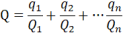 Q = q₁/Q₁ + q₂/Q₂ + ⋯ qₙ/Qₙ